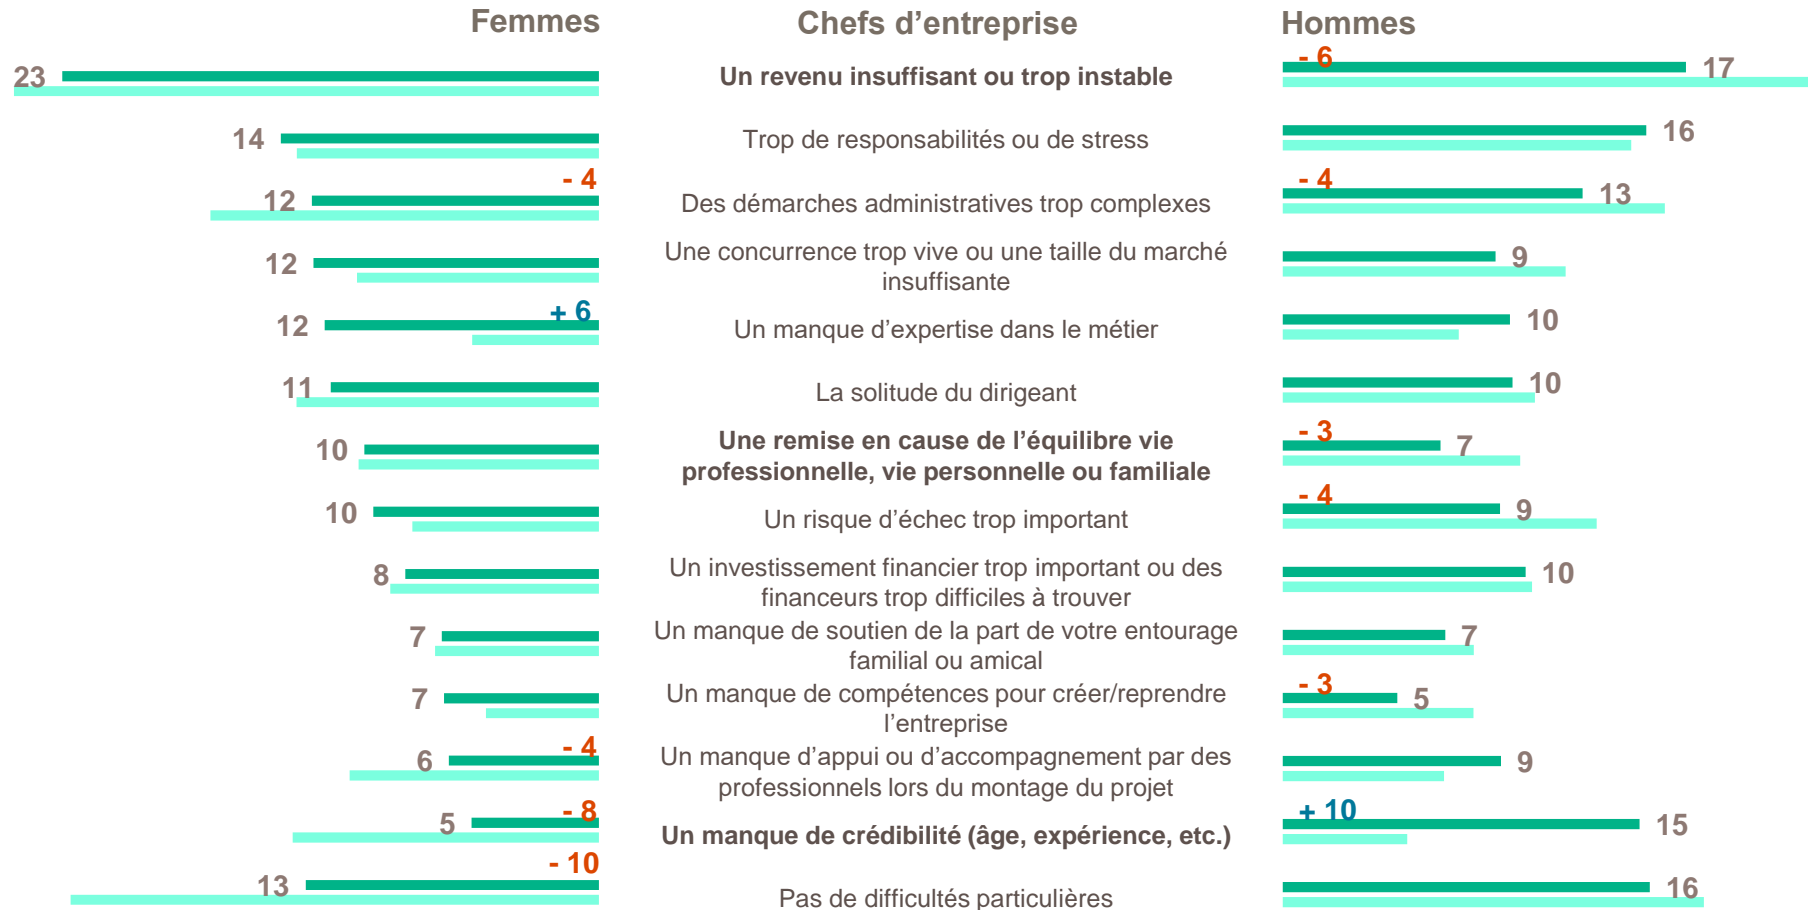 Femmes Chefs d'entreprise Hommes
23 Un revenu insuffisant ou trop instable - 6 17
14 Trop de responsabilités ou de stress 16
- 4 12 Des démarches administratives trop complexes - 4 13
12 Une concurrence trop vive ou une taille du marché 9
insuffisante
12 + 6 Un manque d'expertise dans le métier 10
11 La solitude du dirigeant 10
10 Une remise en cause de l'équilibre vie - 3 7
professionnelle, vie personnelle ou familiale
10 Un risque d'échec trop important - 4 9
8 Un investissement financier trop important ou des 10
financeurs trop difficiles à trouver
7 Un manque de soutien de la part de votre entourage 7
familial ou amical
7 Un manque de compétences pour créer/reprendre - 3 5
l'entreprise
6 - 4 Un manque d'appui ou d'accompagnement par des 9
professionnels lors du montage du projet
5 - 8 Un manque de crédibilité (âge, expérience, etc.) + 10 15
13 - 10 Pas de difficultés particulières 16